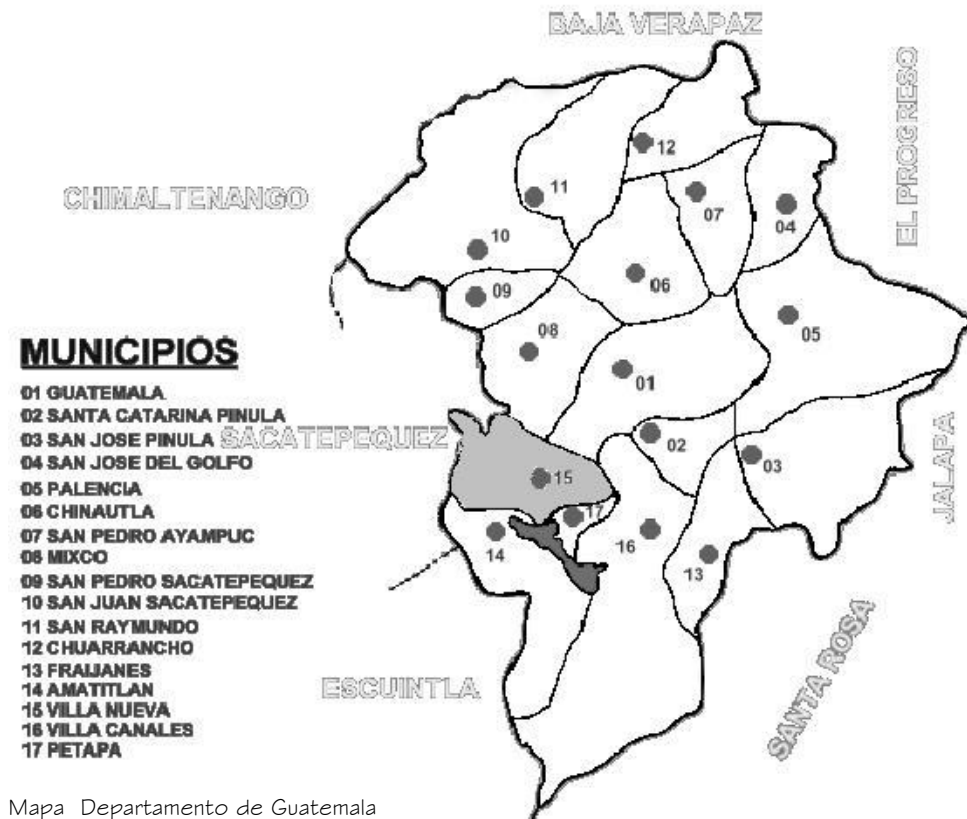 BAJA VERAPAZ
EL PROGRESO
CHIMALTENANGO
12
11
07
04
10
09
06
05
08
01
MUNICIPIOS
01 GUATEMALA
02 SANTA CATARINA PINULA
03 SAN JOSE PINULA
04 SAN JOSE DEL GOLFO
05 PALENCIA
06 CHINAUTLA
07 SAN PEDRO AYAMPUC
08 MIXCO
09 SAN PEDRO SACATEPEQUEZ
10 SAN JUAN SACATEPEQUEZ
11 SAN RAYMUNDO
12 CHUARRANCHO
13 FRAIJANES
14 AMATITLAN
15 VILLA NUEVA
16 VILLA CANALES
17 PETAPA
SACATEPEQUEZ
02
03
15
17
14
16
13
JALAPA
SANTA ROSA
ESCUINTLA
Mapa Departamento de Guatemala